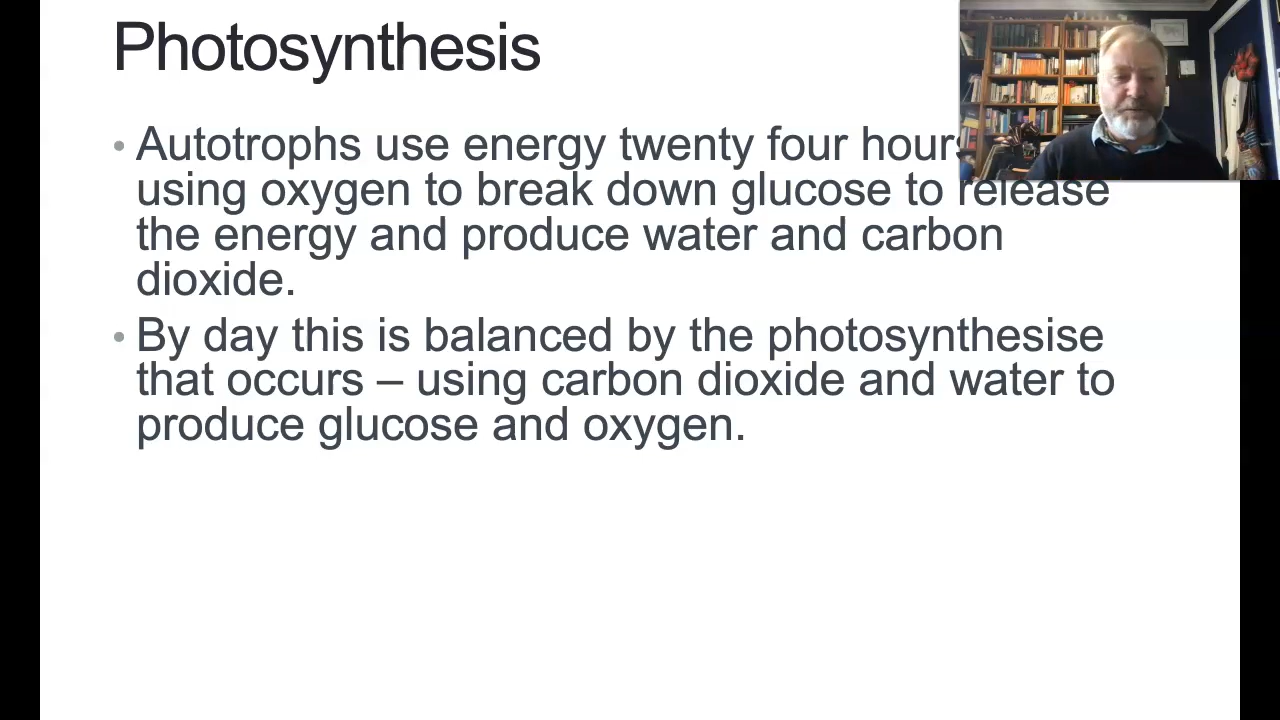 Photosynthesis
• Autotrophs use energy twenty four hours
using oxygen to break down glucose to release
the energy and produce water and carbon
dioxide.
• By day this is balanced by the photosynthesise
that occurs – using carbon dioxide and water to
produce glucose and oxygen.